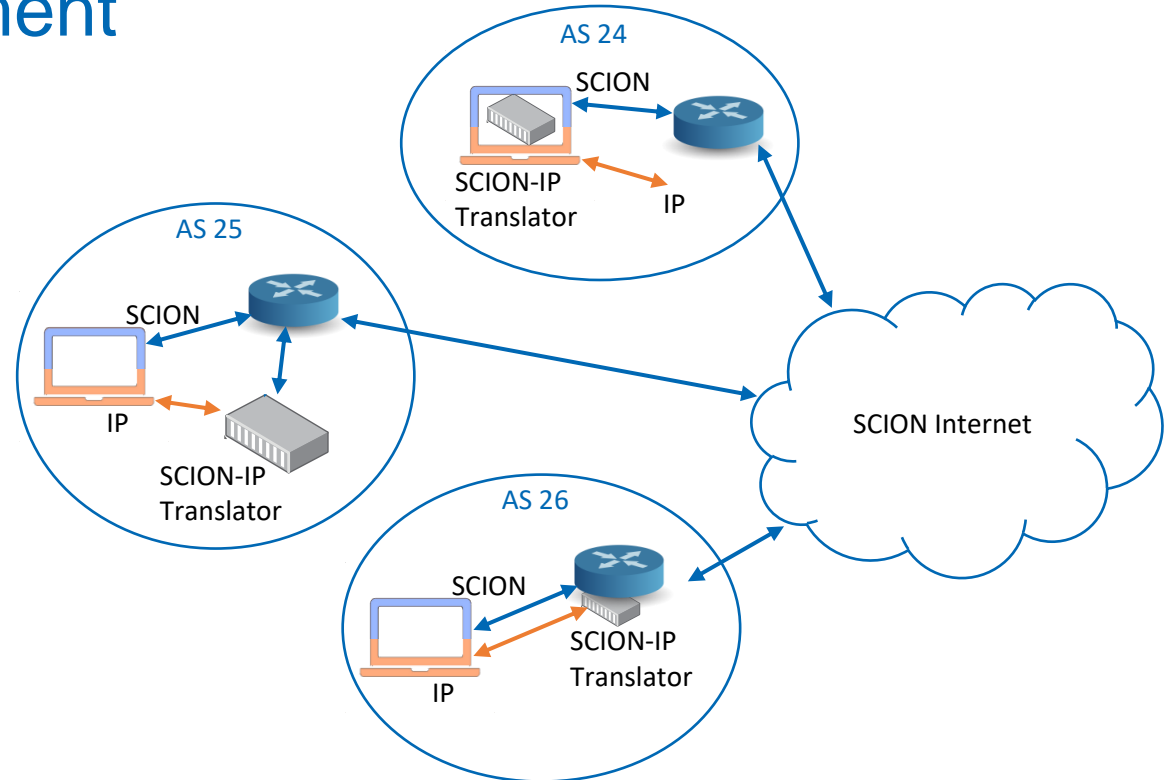 AS 24
SCION
SCION-IP
Translator
IP
AS 25
SCION
IP
SCION-IP
Translator
SCION Internet
AS 26
SCION
SCION-IP
Translator
IP